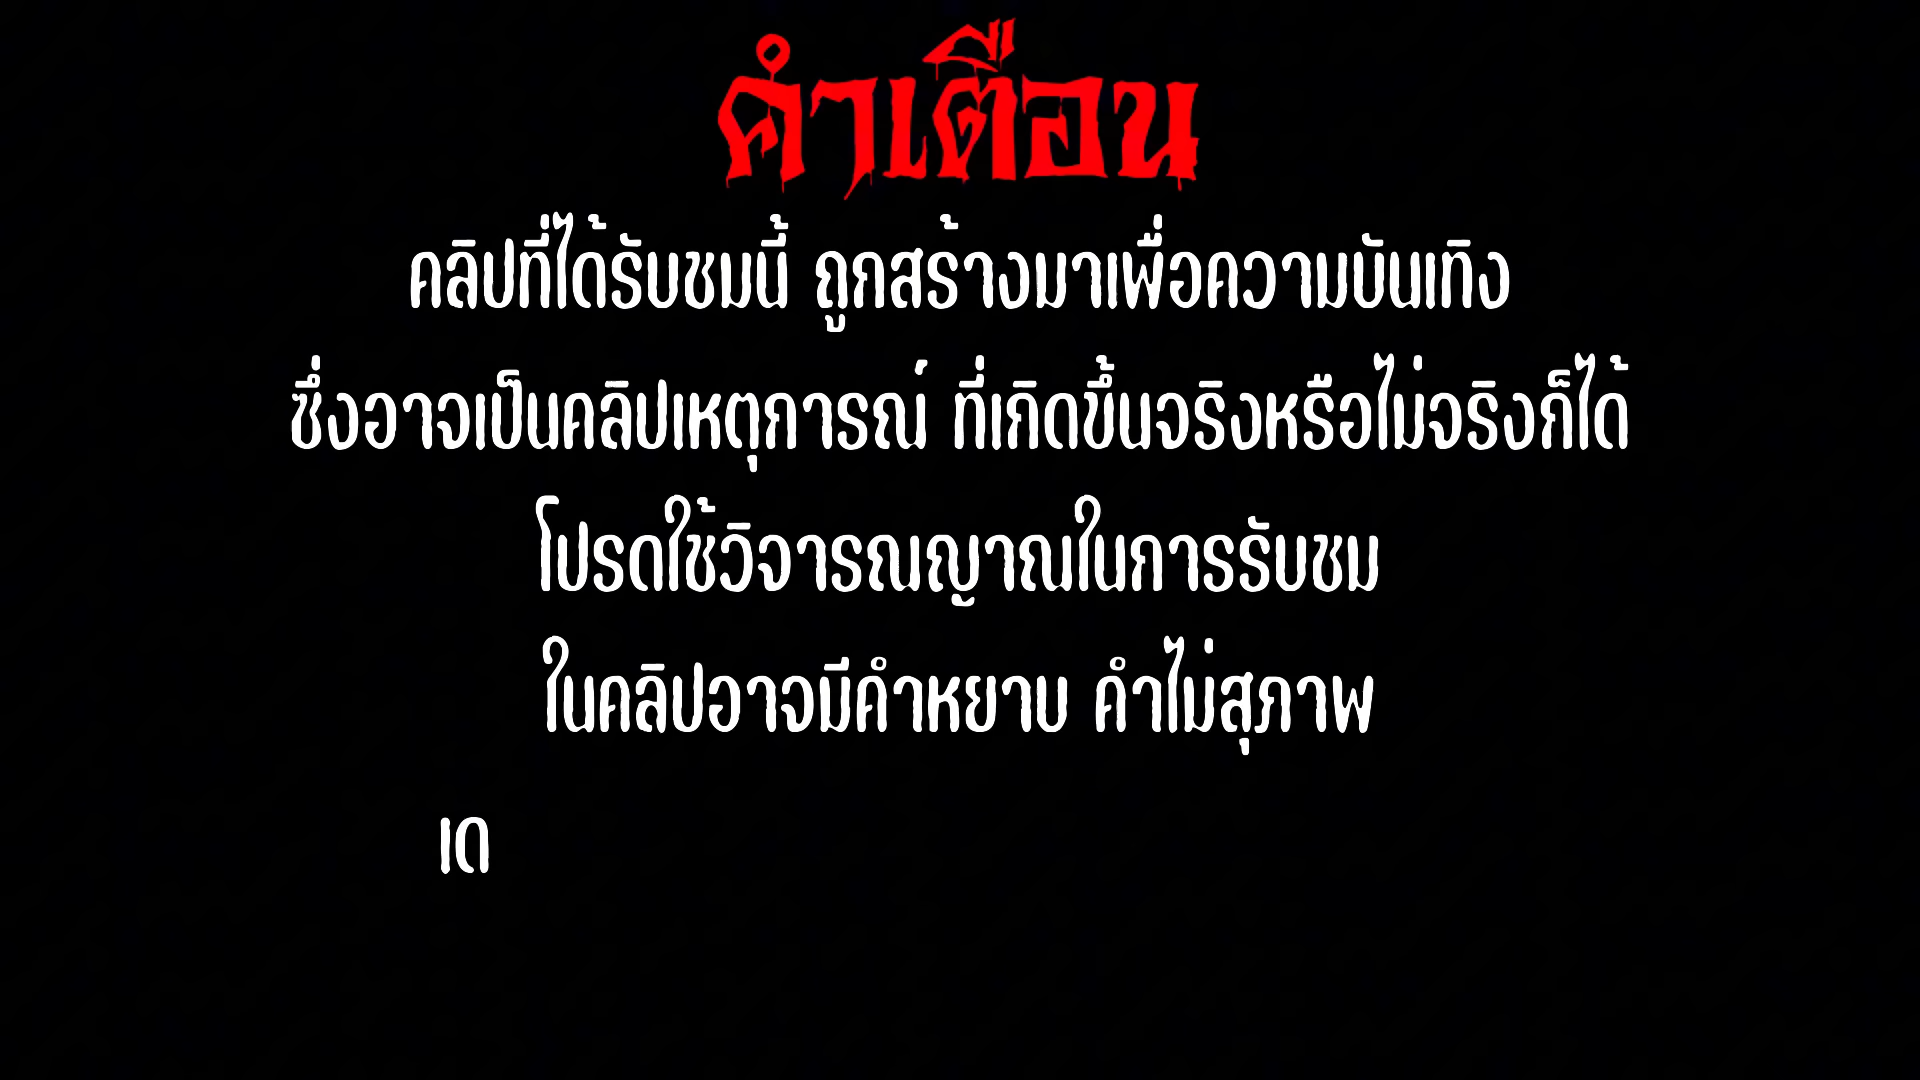 คำเตือน
คลิปที่ได้รับชมนี้ ถูกสร้างมาเพื่อความบันเทิง
ซึ่งอาจเป็นคลิปเหตุการณ์ ที่เกิดขึ้นจริงหรือไม่จริงก็ได้
โปรดใช้วิจารณญาณในการรับชม
ในคลิปอาจมีคำหยาบ คำไม่สุภาพ
เด